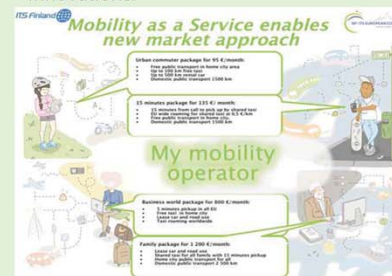 ITS Finland
Mobility as a Service enables
new market approach
Urban commuter package for 95 €/month
Free public transport in home city area
Up to 100 km free taxi
Up to 500 km rental car
Domestic public transport 1500 km
15 minutes package for 135 €/ month:
15 minutes from call to pick up by shared taxi
EU wide roaming for shared taxi at 0,5 €/km
Free public transport in home city.
Domestic public transport 1500 km
My mobility
operator
Business world package for 800 €/month:
5 minutes pickup in all EU
Free taxi in home city
Lease car and road use
Taxi roaming worldwide
Family package for 1 200 €/month:
Lease car and road use
Shared taxi for all family with 15 minutes pickup
Home city public transport for all
Domestic public transport 2 500 km